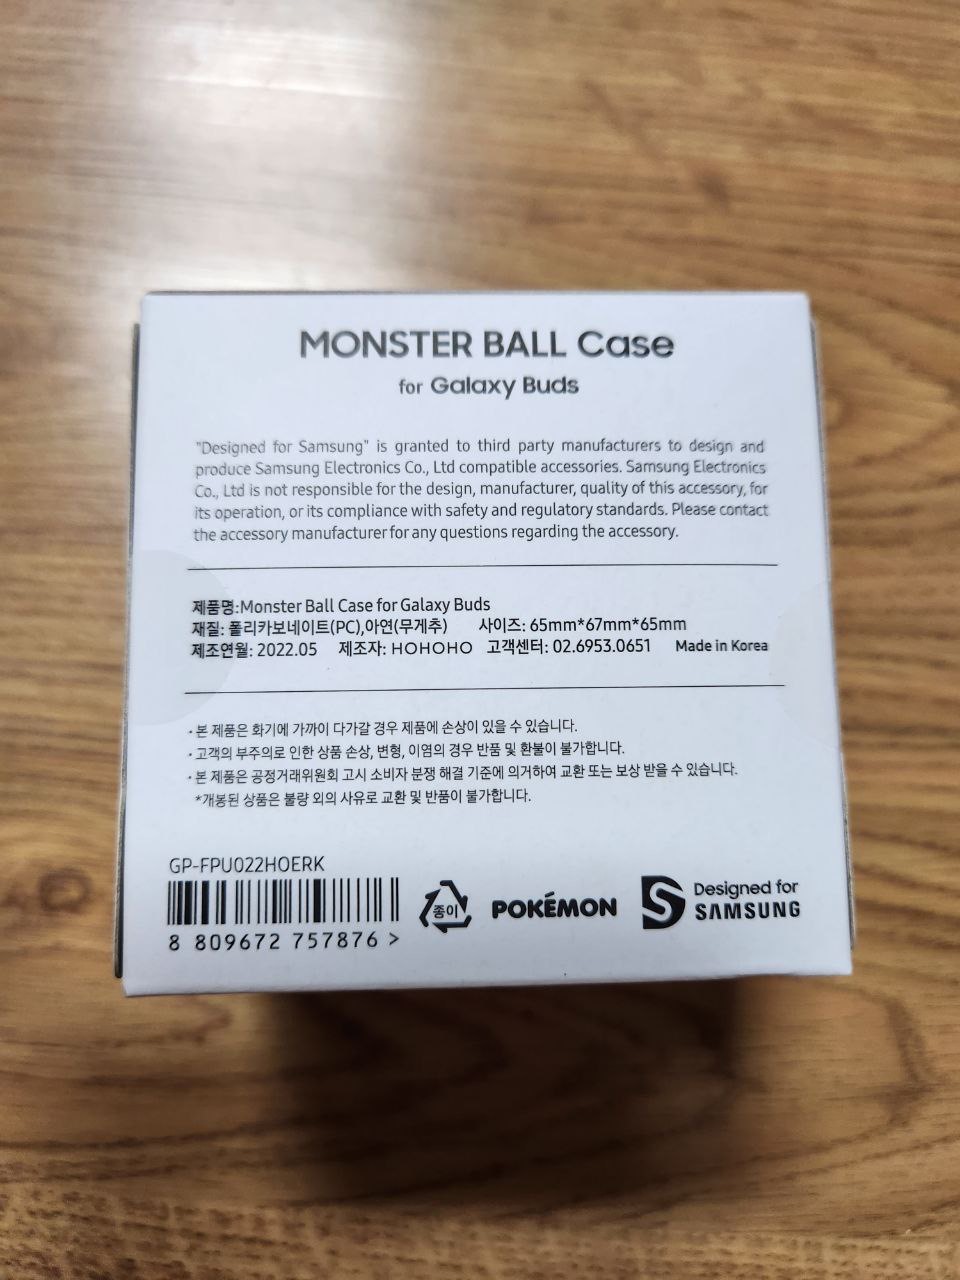 MONSTER BALL Case
for Galaxy Buds
"Designed for Samsung" is granted to third party manufacturers to design and
produce Samsung Electronics Co., Ltd compatible accessories. Samsung Electronics
Co., Ltd is not responsible for the design, manufacturer, quality of this accessory, for
its operation, or its compliance with safety and regulatory standards. Please contact
the accessory manufacturer for any questions regarding the accessory.
제품명:Monster Ball Case for Galaxy Buds
재질: 폴리카보네이트(PC),아연(무게추) 사이즈: 65mm*67mm*65mm
제조연월: 2022.05 제조자: HOHOHO 고객센터: 02.6953.0651 Made in Korea
· 본 제품은 화기에 가까이 다가갈 경우 제품에 손상이 있을 수 있습니다.
· 고객의 부주의로 인한 상품 손상, 변형, 이염의 경우 반품 및 환불이 불가합니다.
· 본 제품은 공정거래위원회 고시 소비자 분쟁 해결 기준에 의거하여 교환 또는 보상 받을 수 있습니다.
*개봉된 상품은 불량 외의 사유로 교환 및 반품이 불가합니다.
GP-FPU022HOERK
8 809672 757876 >
종이
POKÉMON
Designed for
SAMSUNG